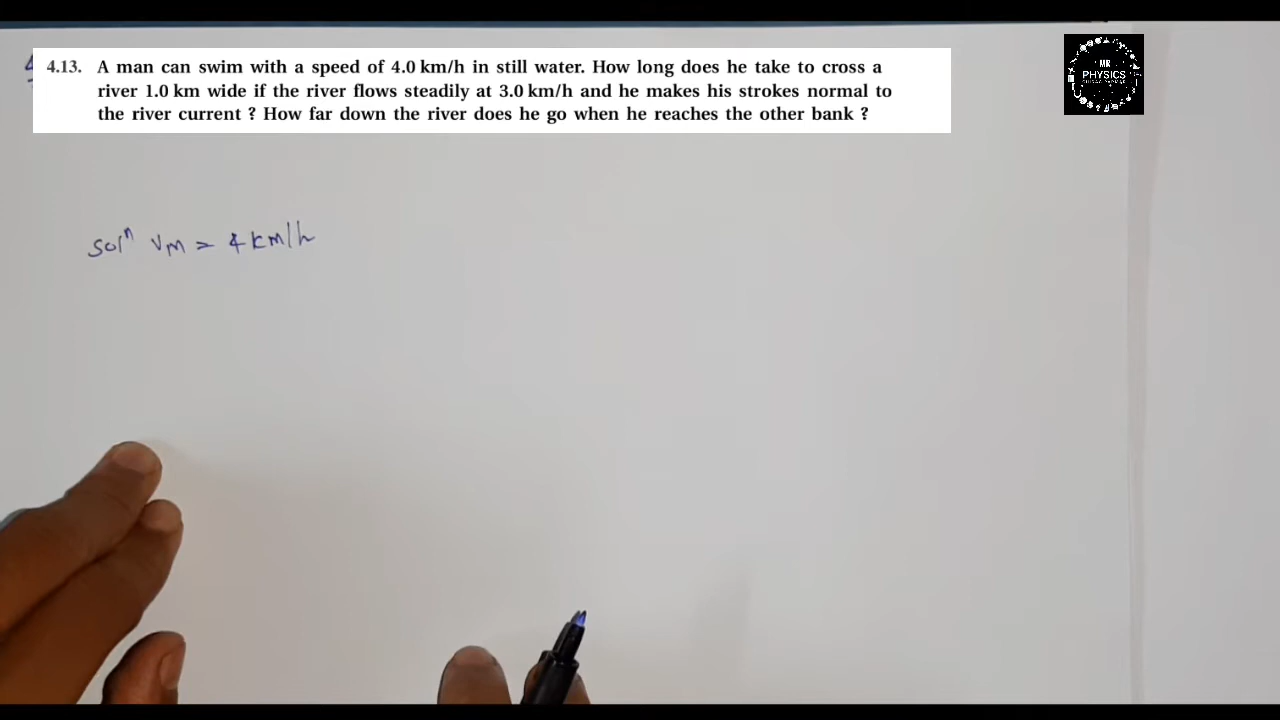 4.13. A man can swim with a speed of 4.0 km/h in still water. How long does he take to cross a
river 1.0 km wide if the river flows steadily at 3.0 km/h and he makes his strokes normal to
the river current ? How far down the river does he go when he reaches the other bank ?
MR
PHYSICS
Solⁿ VM = 4km/h